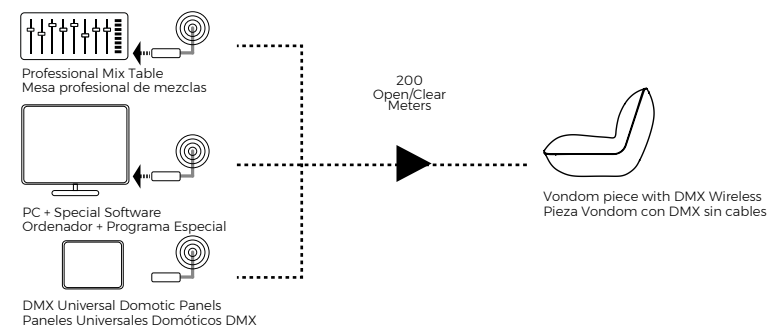 Professional Mix Table
Mesa profesional de mezclas
200
Open/Clear
Meters
PC + Special Software
Ordenador + Programa Especial
Vondom piece with DMX Wireless
Pieza Vondom con DMX sin cables
DMX Universal Domotic Panels
Paneles Universales Domóticos DMX